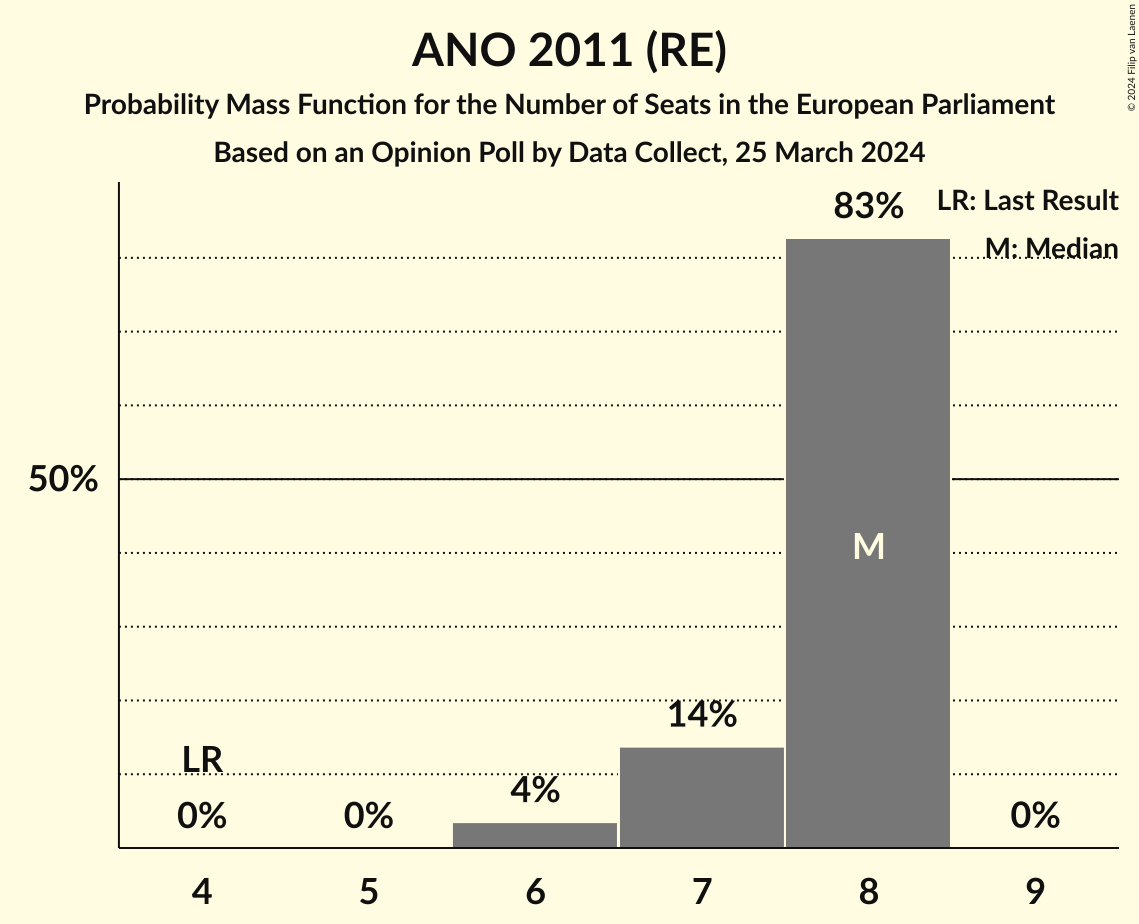 ANO 2011 (RE)
Probability Mass Function for the Number of Seats in the European Parliament
Based on an Opinion Poll by Data Collect, 25 March 2024
© 2024 Filip van Laenen
LR: Last Result
M: Median
83%
50%
M
14%
LR
4%
0%
0%
0%
4
5
6
7
8
9